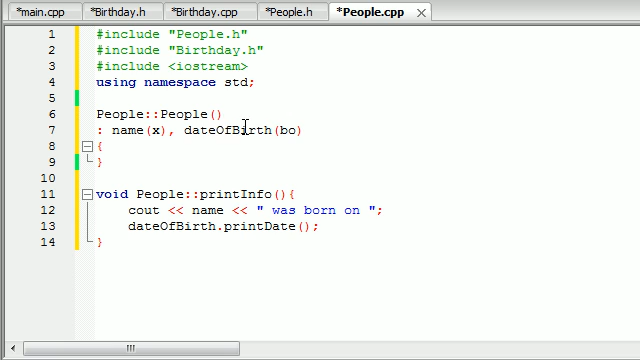 *main.cpp *Birthday.h *Birthday.cpp *People.h *People.cpp
1 #include "People.h"
2 #include "Birthday.h"
3 #include <iostream>
4 using namespace std;
5
6 People::People()
7 : name(x), dateOfBirth(bo)
8 {
9 }
10
11 void People::printInfo(){
12 cout << name << " was born on ";
13 dateOfBirth.printDate();
14 }